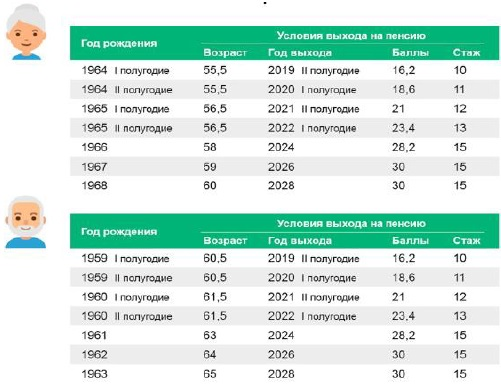 Условия выхода на пенсию
Год рождения
Возраст Год выхода Баллы Стаж
1964 I полугодие 55,5 2019 II полугодие 16,2 10
1964 II полугодие 55,5 2020 I полугодие 18,6 11
1965 I полугодие 56,5 2021 II полугодие 21 12
1965 II полугодие 56,5 2022 I полугодие 23,4 13
1966 58 2024 28,2 15
1967 59 2026 30 15
1968 60 2028 30 15
Условия выхода на пенсию
Год рождения
Возраст Год выхода Баллы Стаж
1959 I полугодие 60,5 2019 II полугодие 16,2 10
1959 II полугодие 60,5 2020 I полугодие 18,6 11
1960 I полугодие 61,5 2021 II полугодие 21 12
1960 II полугодие 61,5 2022 I полугодие 23,4 13
1961 63 2024 28,2 15
1962 64 2026 30 15
1963 65 2028 30 15